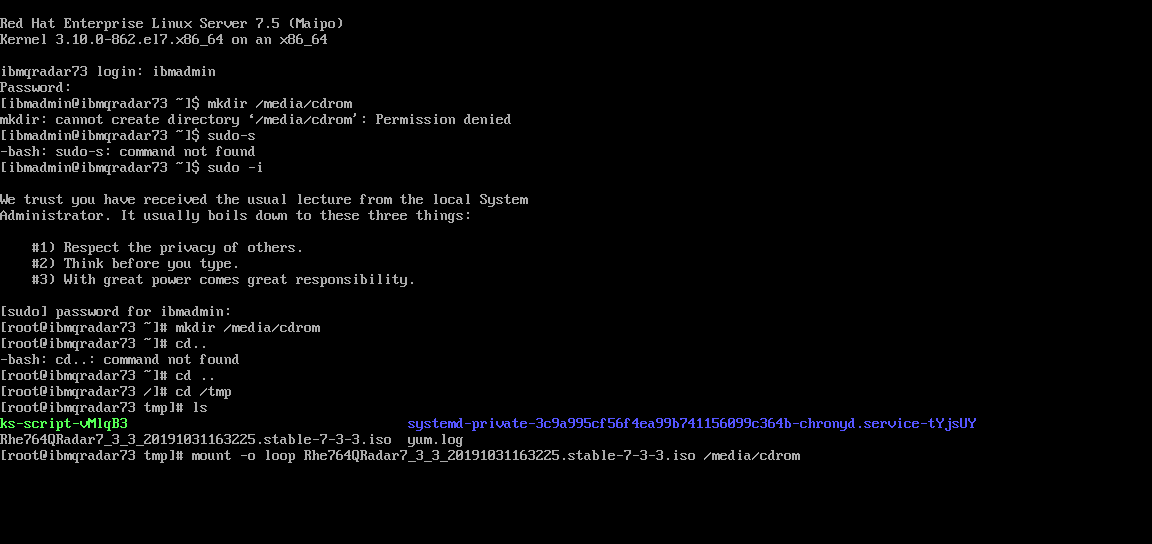 Red Hat Enterprise Linux Server 7.5 (Maipo)
Kernel 3.10.0-862.el7.x86_64 on an x86_64
ibmqradar73 login: ibmadmin
Password:
[ibmadmin@ibmqradar73 ~]$ mkdir /media/cdrom
mkdir: cannot create directory ‘/media/cdrom’: Permission denied
[ibmadmin@ibmqradar73 ~]$ sudo-s
-bash: sudo-s: command not found
[ibmadmin@ibmqradar73 ~]$ sudo -i
We trust you have received the usual lecture from the local System
Administrator. It usually boils down to these three things:
#1) Respect the privacy of others.
#2) Think before you type.
#3) With great power comes great responsibility.
[sudo] password for ibmadmin:
[root@ibmqradar73 ~]# mkdir /media/cdrom
[root@ibmqradar73 ~]# cd..
-bash: cd..: command not found
[root@ibmqradar73 ~]# cd ..
[root@ibmqradar73 /]# cd /tmp
[root@ibmqradar73 tmp]# ls
ks-script-vMlqB3 systemd-private-3c9a995cf56f4ea99b741156099c364b-chronyd.service-tYjsUY
Rhe764QRadar7_3_3_20191031163225.stable-7-3-3.iso yum.log
[root@ibmqradar73 tmp]# mount -o loop Rhe764QRadar7_3_3_20191031163225.stable-7-3-3.iso /media/cdrom